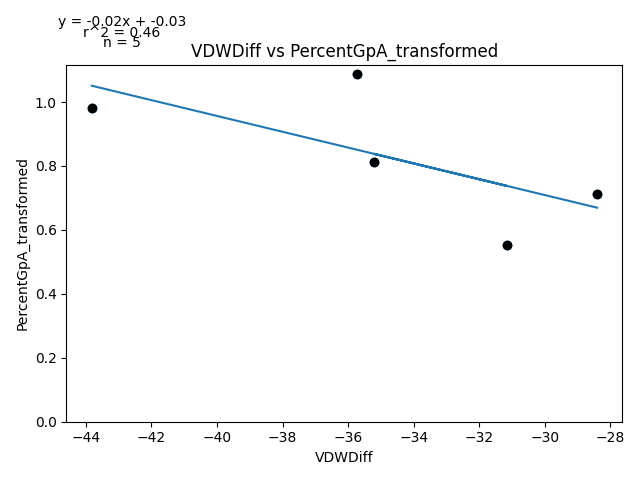 y = -0.02x + -0.03
r^2 = 0.46
n = 5
VDWDiff vs PercentGpA_transformed
1.0
0.8
0.6
0.4
0.2
0.0
PercentGpA_transformed
−44 −42 −40 −38 −36 −34 −32 −30 −28
VDWDiff